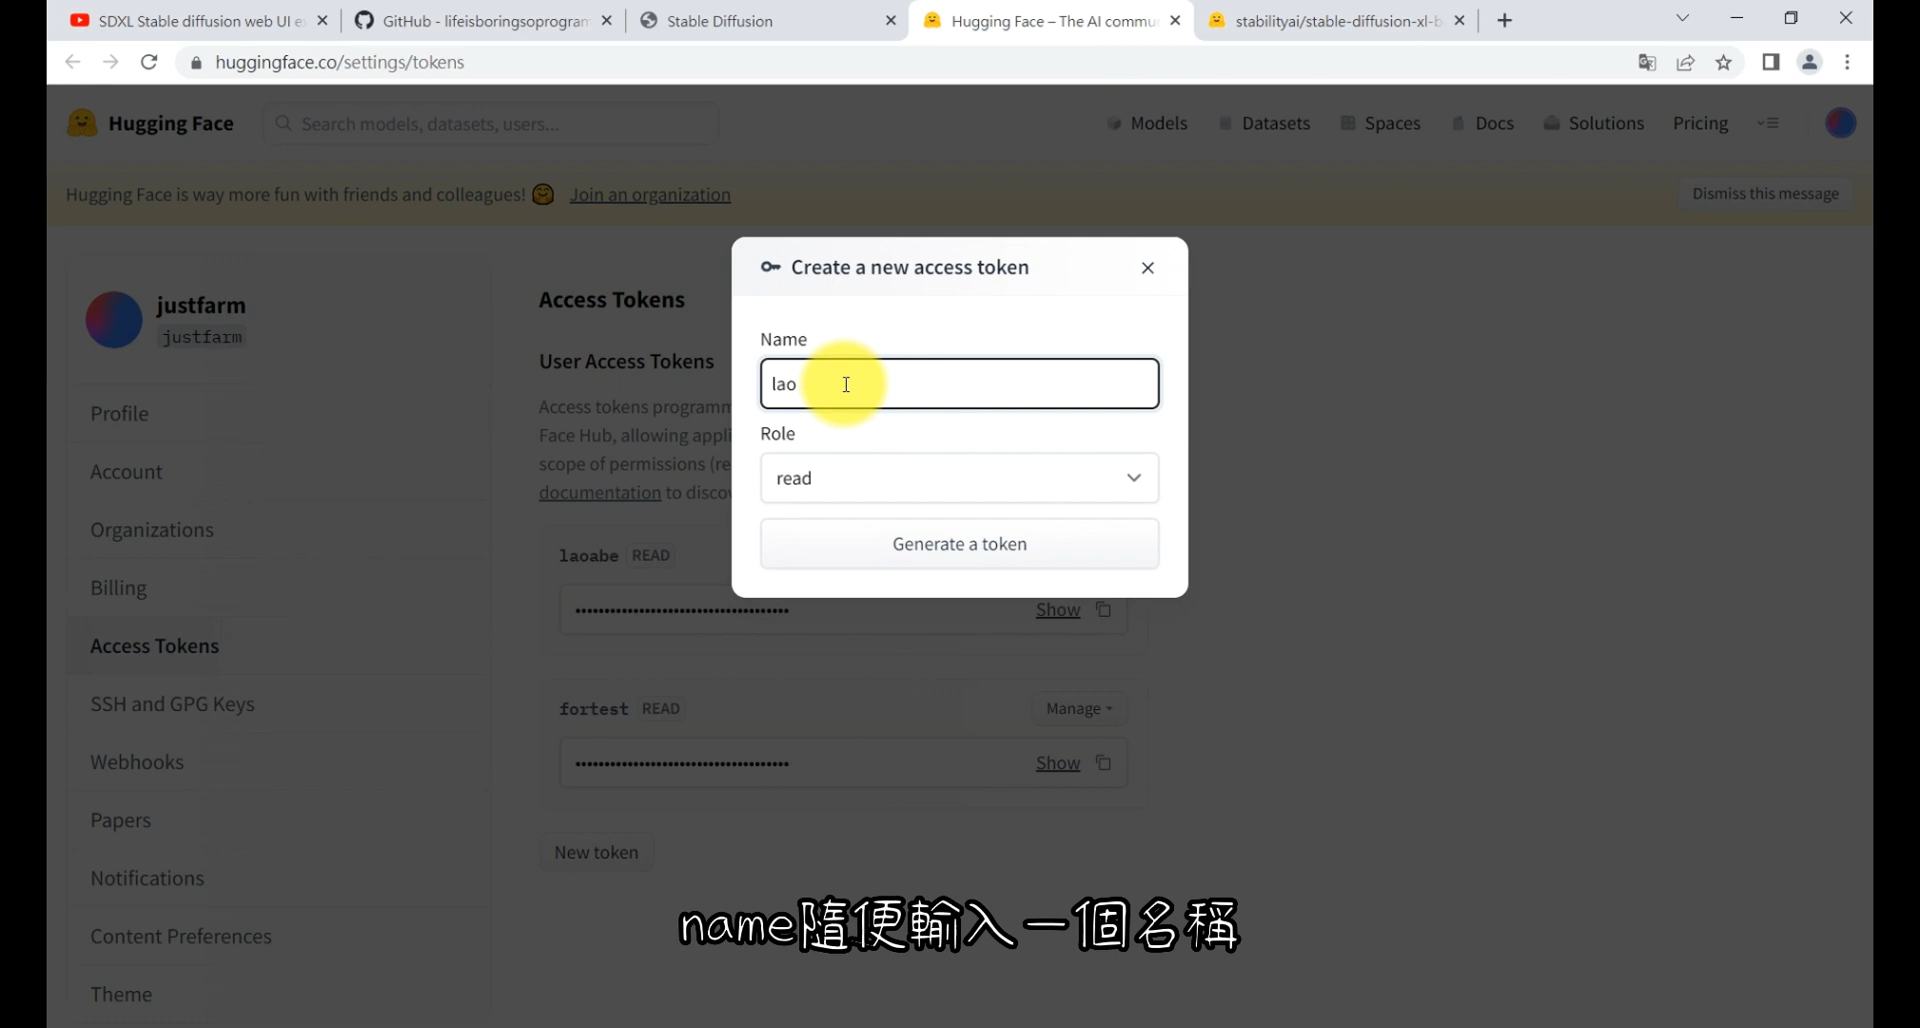 SDXL Stable diffusion web UI e
GitHub - lifeisboringsoprogram
Stable Diffusion
Hugging Face – The AI commu
stabilityai/stable-diffusion-xl-b
huggingface.co/settings/tokens
Hugging Face
Search models, datasets, users...
Models
Datasets
Spaces
Docs
Solutions
Pricing
Hugging Face is way more fun with friends and colleagues! 🤗 Join an organization
Dismiss this message
justfarm
justfarm
Profile
Account
Organizations
Billing
Access Tokens
SSH and GPG Keys
Webhooks
Papers
Notifications
Content Preferences
Theme
Access Tokens
User Access Tokens
Access tokens programm
Face Hub, allowing appli
scope of permissions (re
documentation to disco
Create a new access token
Name
lao
Role
read
Generate a token
laoabe READ
Show
fortest READ
Manage
Show
New token
name隨便輸入一個名稱